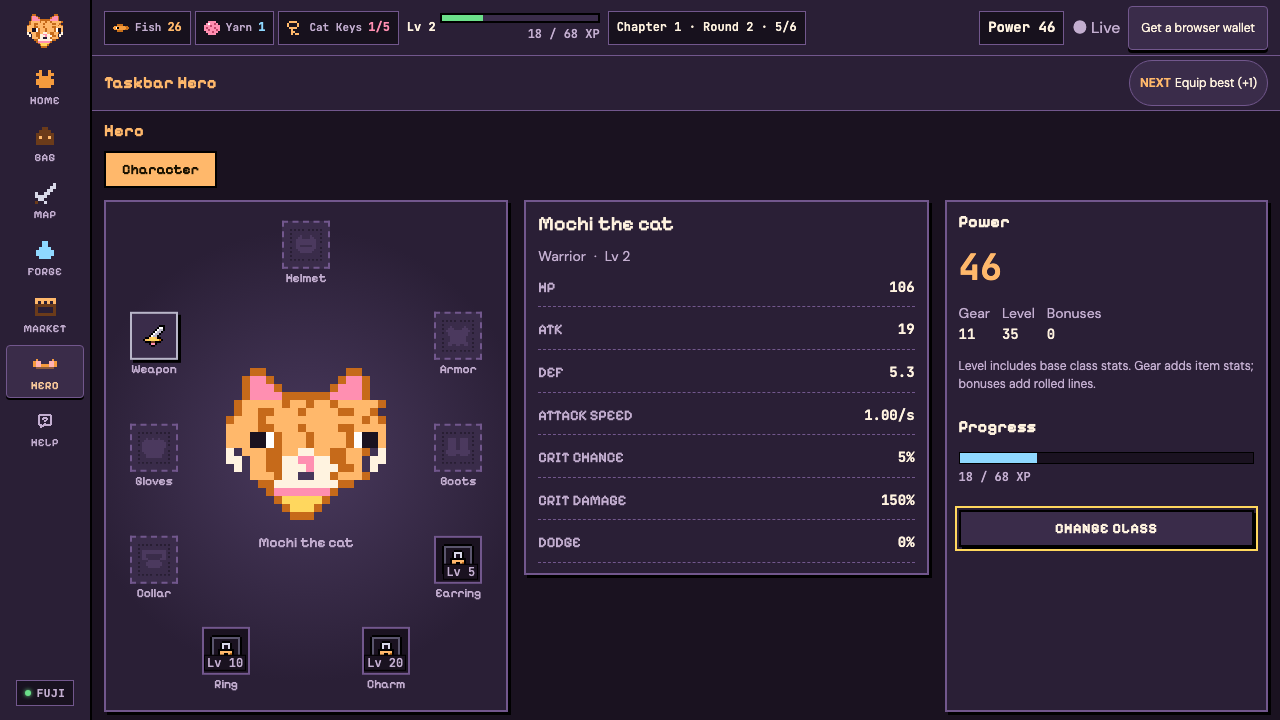 Fish 26
Yarn 1
Cat Keys 1/5
Lv 2
18 / 68 XP
Chapter 1 · Round 2 · 5/6
Power 46
Live
Get a browser wallet
HOME
BAG
MAP
FORGE
MARKET
HERO
HELP
FUJI
Taskbar Hero
NEXT Equip best (+1)
Hero
Character
Helmet
Weapon
Armor
Gloves
Boots
Mochi the cat
Collar
Lv 5
Earring
Lv 10
Ring
Lv 20
Charm
Mochi the cat
Warrior · Lv 2
HP 106
ATK 19
DEF 5.3
ATTACK SPEED 1.00/s
CRIT CHANCE 5%
CRIT DAMAGE 150%
DODGE 0%
Power
46
Gear Level Bonuses
11 35 0
Level includes base class stats. Gear adds item stats;
bonuses add rolled lines.
Progress
18 / 68 XP
CHANGE CLASS